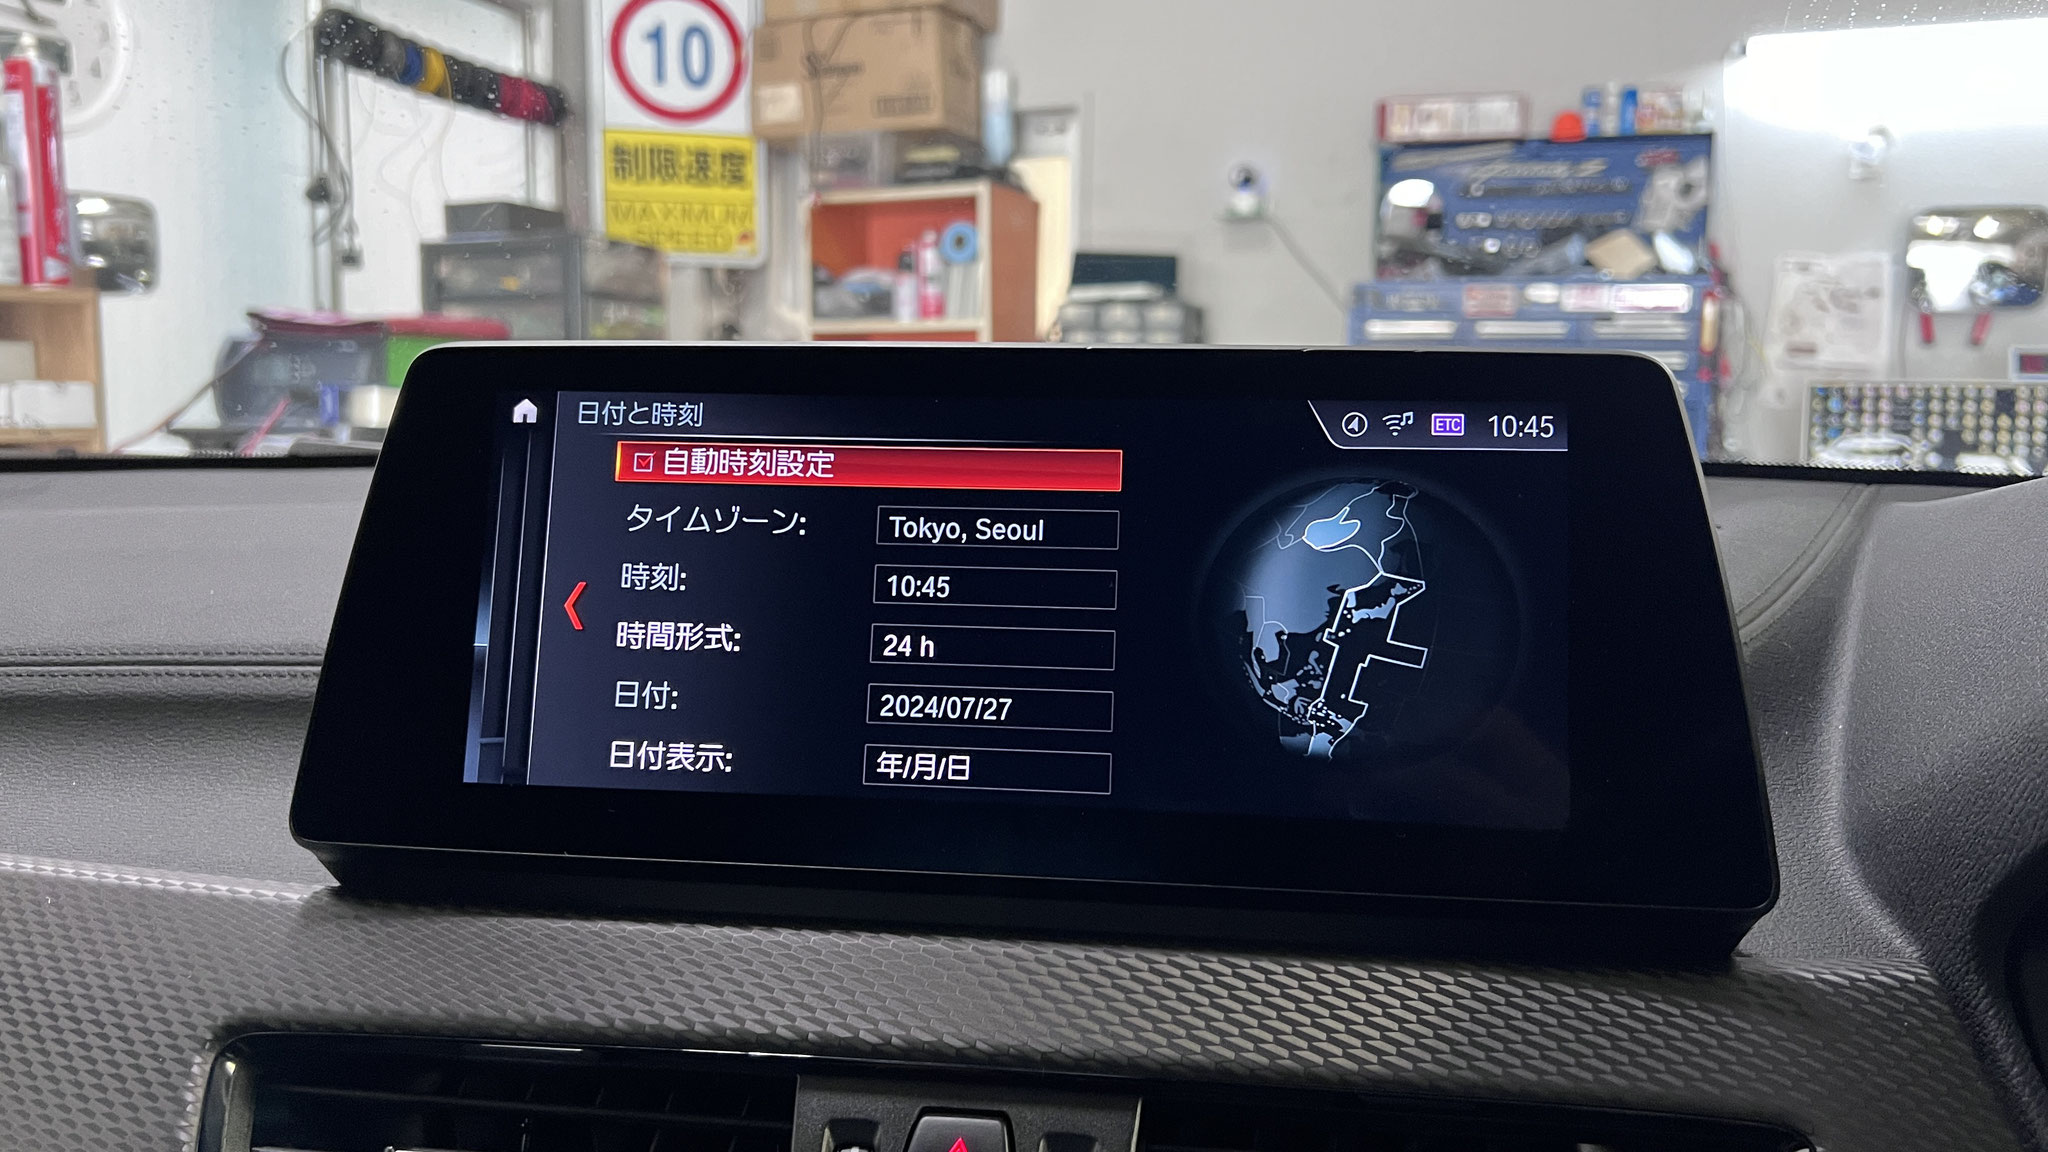 10
制限速度
MAXIMUM
SPEED
日付と時刻
ETC 10:45
自動時刻設定
タイムゾーン: Tokyo, Seoul
時刻: 10:45
時間形式: 24 h
日付: 2024/07/27
日付表示: 年/月/日